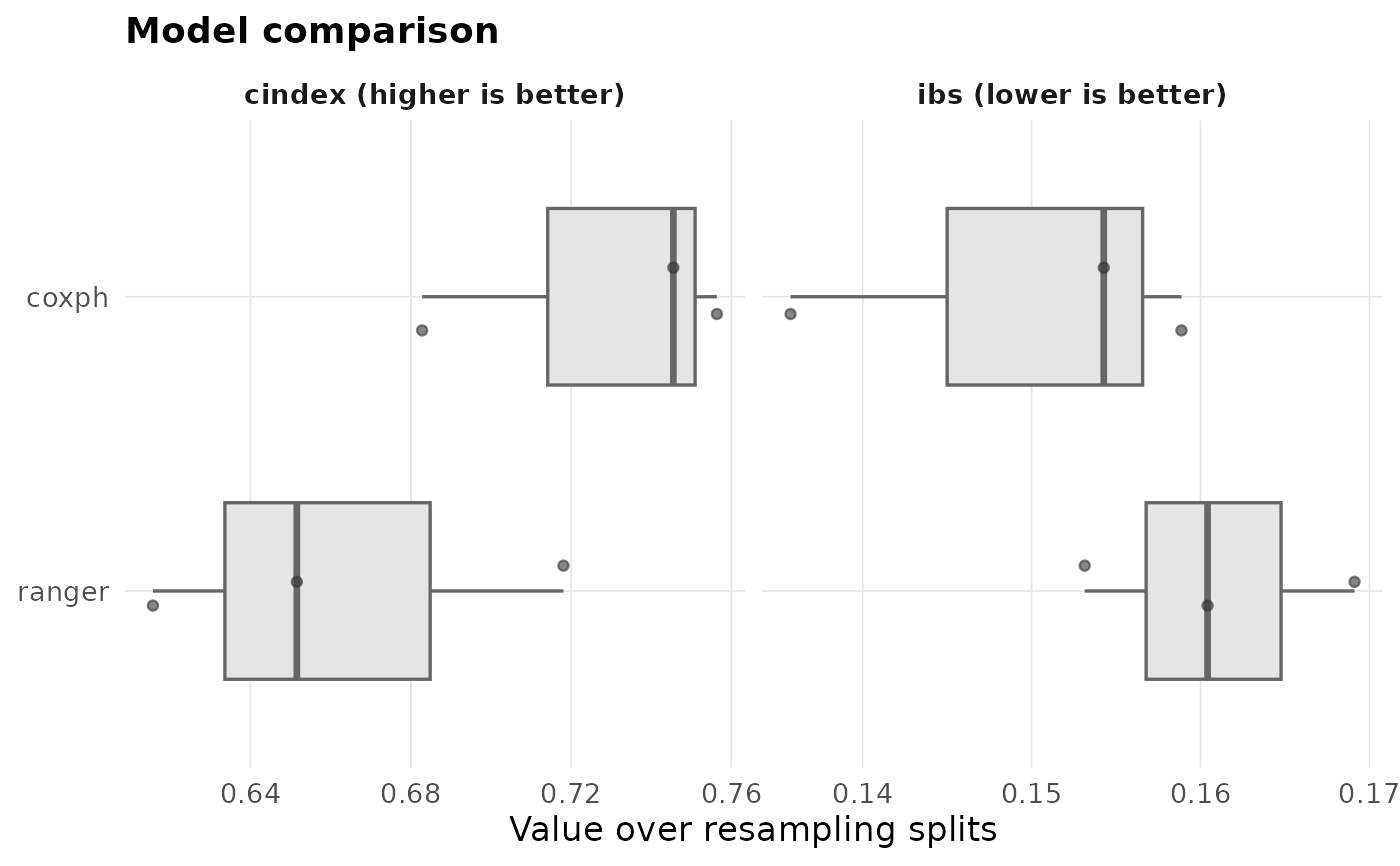 Model comparison
cindex (higher is better)
ibs (lower is better)
coxph
ranger
0.64 0.68 0.72 0.76
0.14 0.15 0.16 0.17
Value over resampling splits